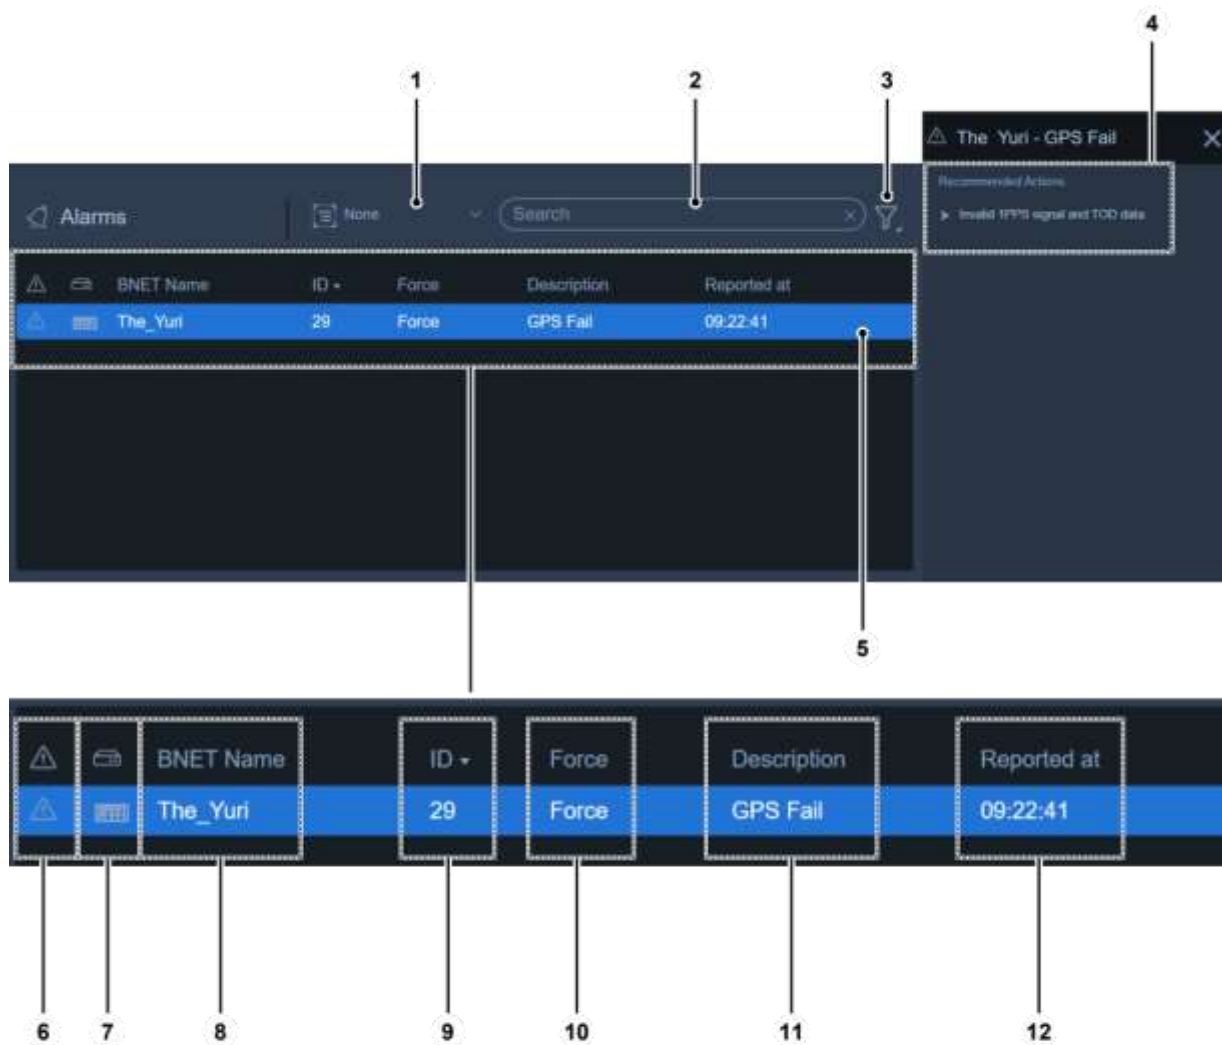 4
1
2
3
The_Yuri - GPS Fail
Recommended Actions
Alarms
None
Search
Invalid 1PPS signal and TOD data
BNET Name ID Force Description Reported at
The_Yuri 29 Force GPS Fail 09:22:41
5
BNET Name ID Force Description Reported at
The_Yuri 29 Force GPS Fail 09:22:41
6 7 8 9 10 11 12